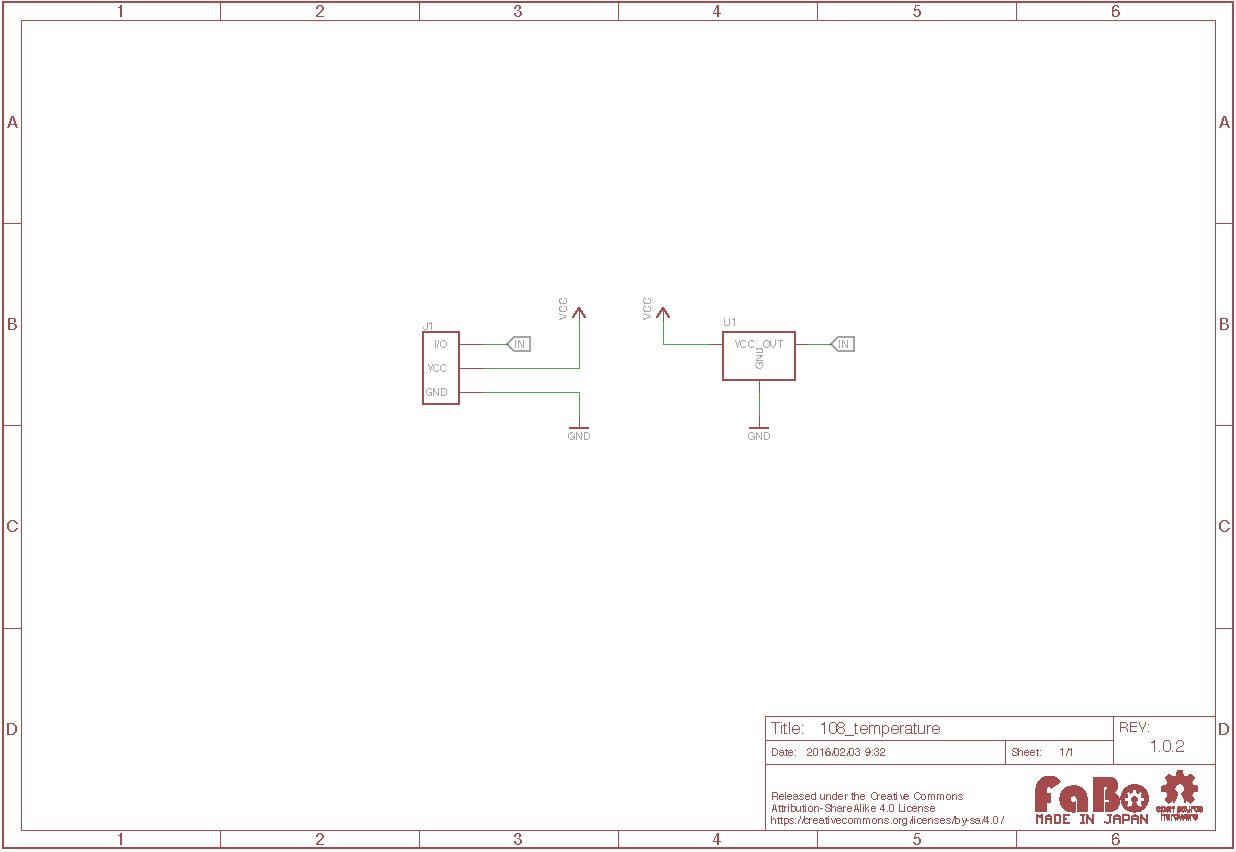 1 2 3 4 5 6
A A
VCC VCC
B B
J1 U1
I/O IN VCC OUT IN
GND
VCC
GND
GND GND
C C
D D
Title: 108_temperature REV:
1.0.2
Date: 2016/02/03 9:32 Sheet: 1/1
Released under the Creative Commons
Attribution-ShareAlike 4.0 License
https://creativecommons.org/licenses/by-sa/4.0/
FaBo
MADE IN JAPAN
open source
hardware
1 2 3 4 5 6